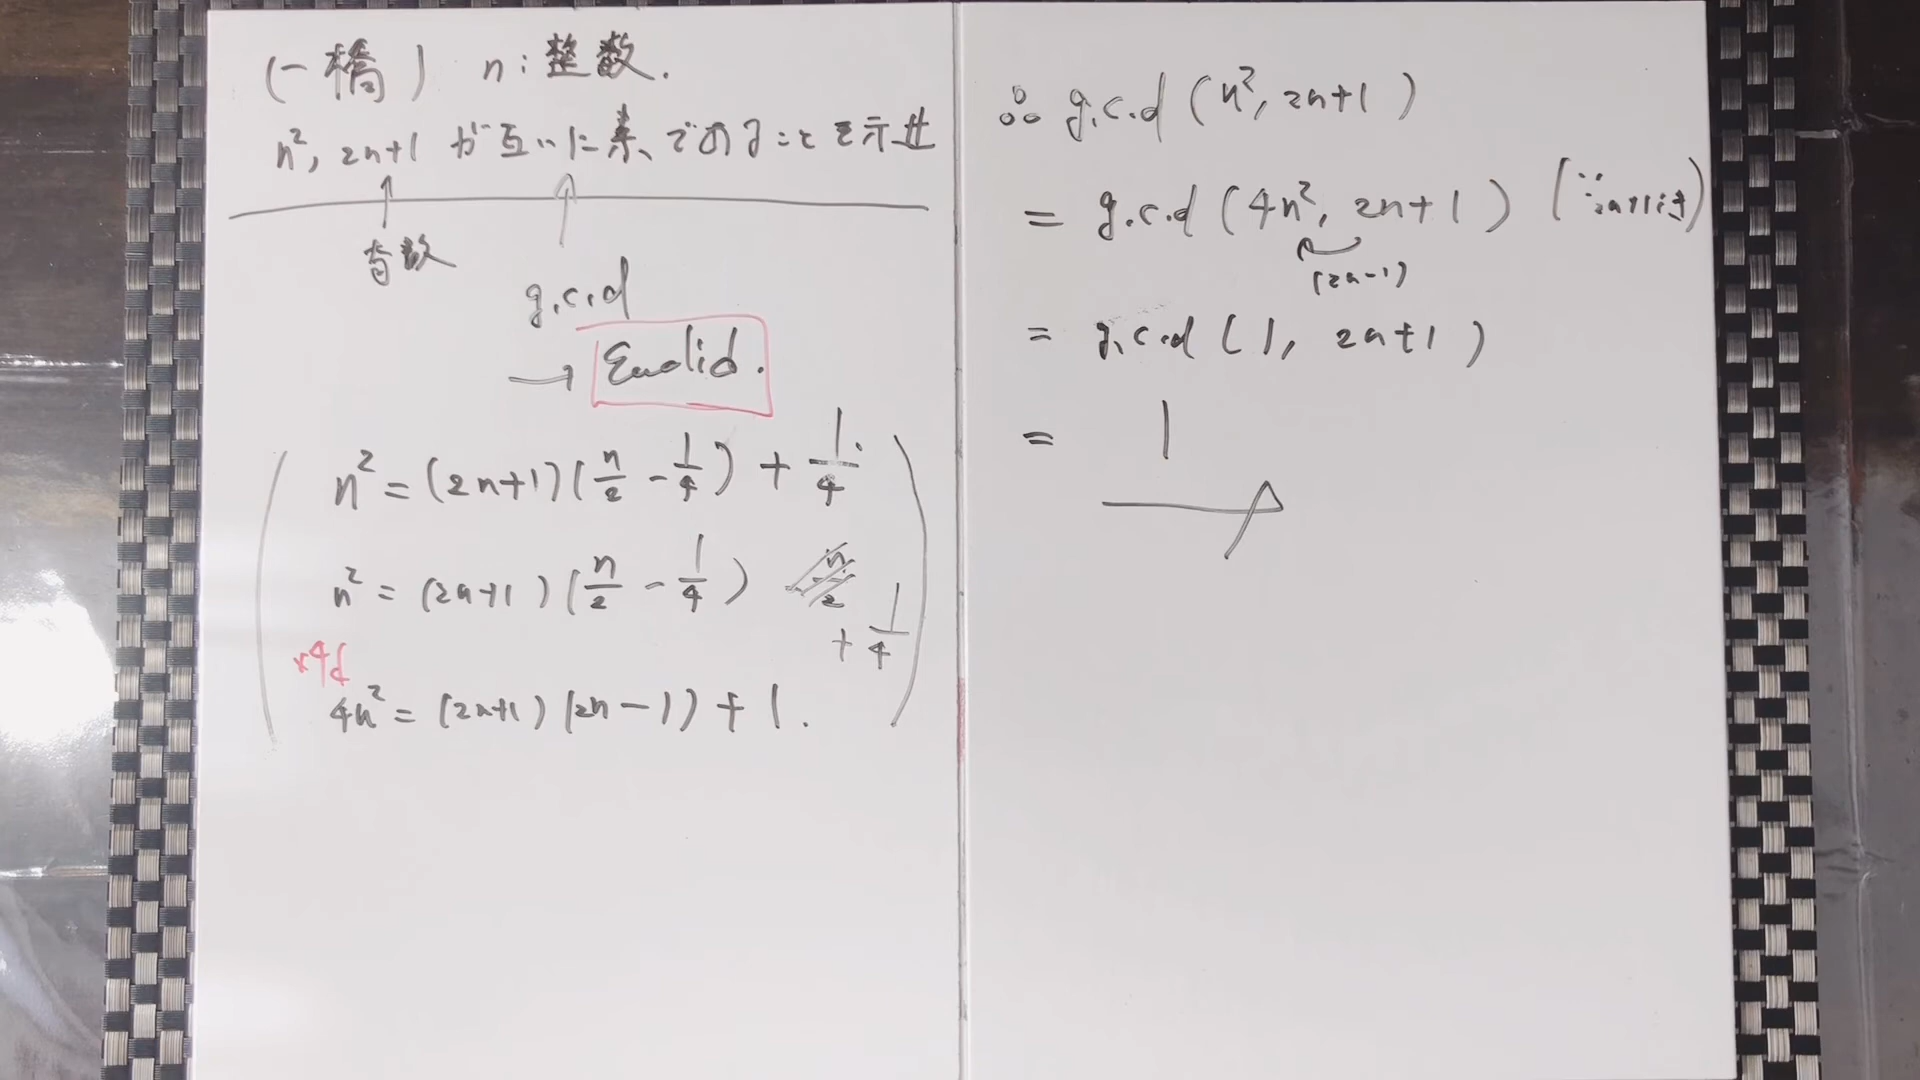 (一橋) n:整数.
n², 2n+1 が互いに素であることを示せ
奇数
g.c.d
→ Euclid.
n² = (2n+1)(n/2 - 1/4) + 1/4.
n² = (2n+1)(n/2 - 1/4)
+ 1/4
×4
4n² = (2n+1)(2n-1) + 1.
∴ g.c.d (n², 2n+1)
= g.c.d (4n², 2n+1) (∵ 2n+1は
(2n-1)
= g.c.d (1, 2n+1)
= 1